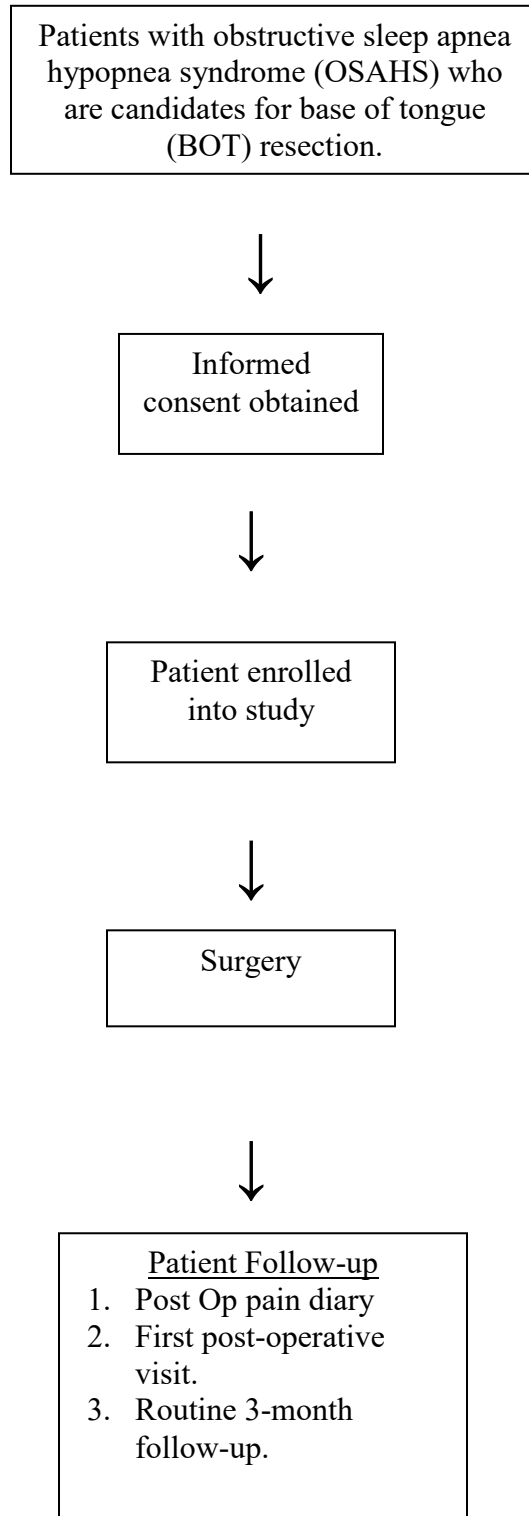 Patients with obstructive sleep apnea
hypopnea syndrome (OSAHS) who
are candidates for base of tongue
(BOT) resection.
Informed
consent obtained
Patient enrolled
into study
Surgery
Patient Follow-up
1. Post Op pain diary
2. First post-operative
visit.
3. Routine 3-month
follow-up.